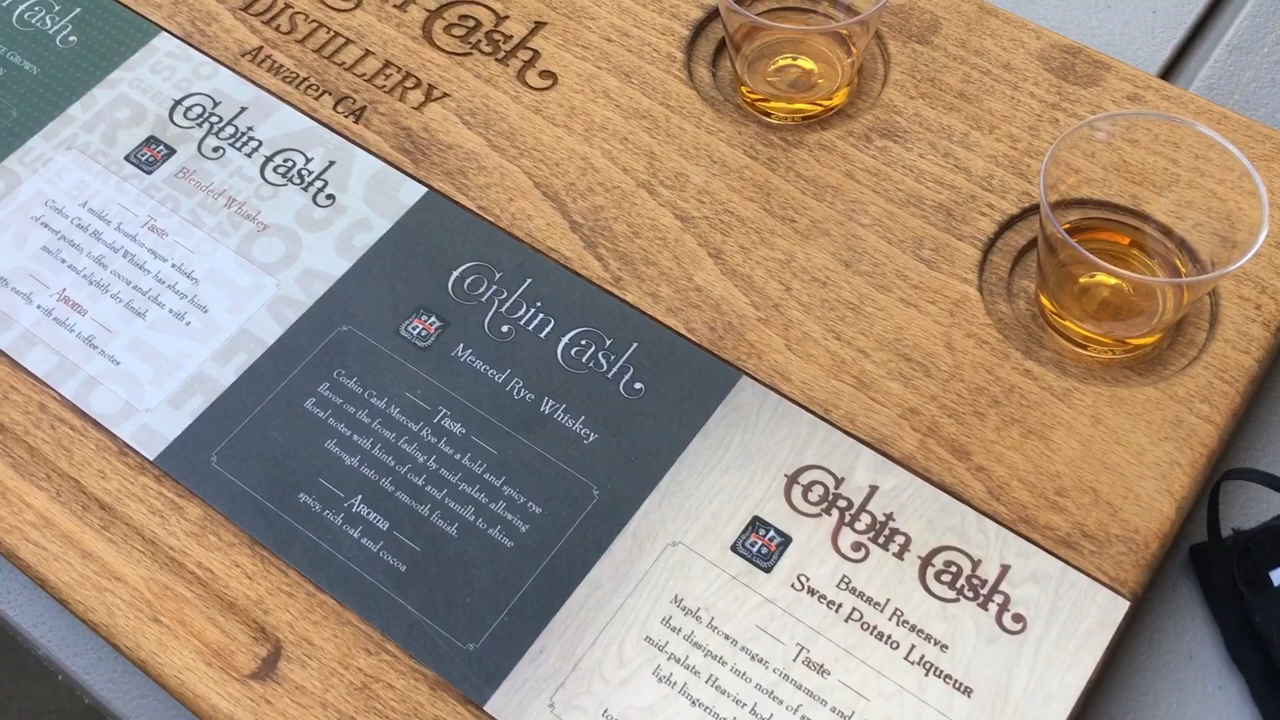 Cash
Corbin Cash
DISTILLERY
Atwater CA
Corbin Cash
Blended Whiskey
Taste
A milder, bourbon-esque whiskey,
Corbin Cash Blended Whiskey has sharp hints
of sweet potato, toffee, cocoa and char, with a
mellow and slightly dry finish.
Aroma
earthy, with subtle toffee notes
Corbin Cash
Merced Rye Whiskey
Taste
Corbin Cash Merced Rye has a bold and spicy rye
flavor on the front, fading by mid-palate allowing
floral notes with hints of oak and vanilla to shine
through into the smooth finish.
Aroma
spicy, rich oak and cocoa
Corbin Cash
Barrel Reserve
Sweet Potato Liqueur
Taste
Maple, brown sugar, cinnamon and
that dissipate into notes of
mid-palate. Heavier
light lingering